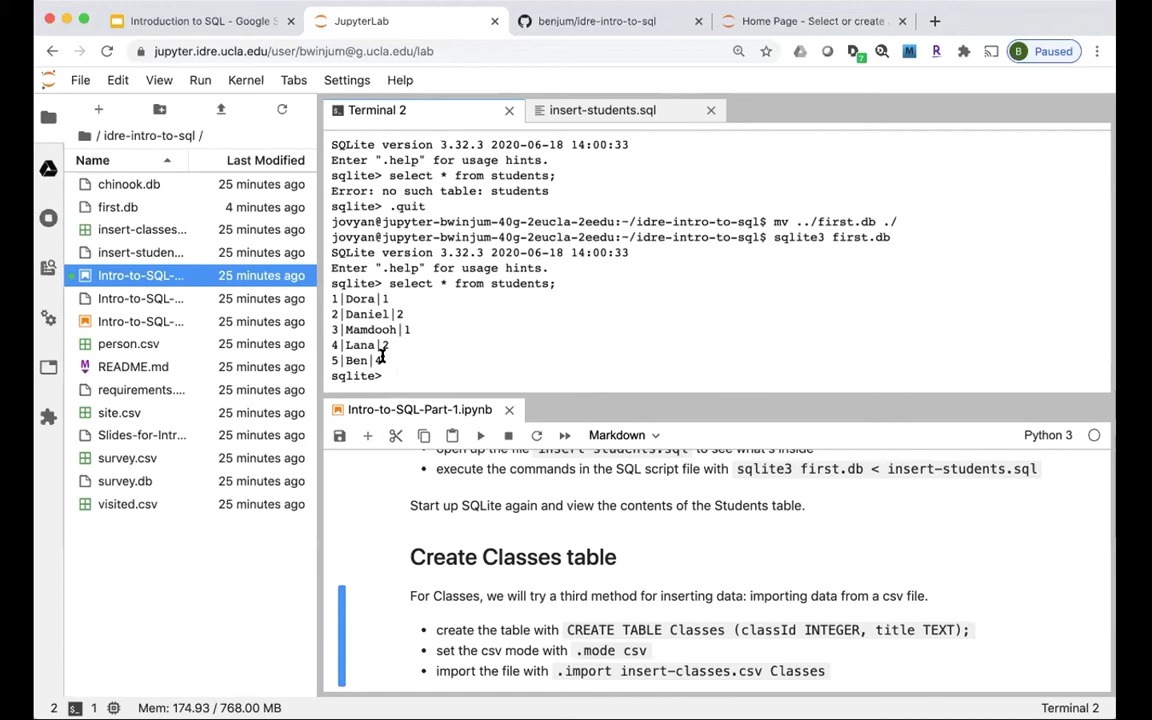 Introduction to SQL - Google S
JupyterLab
benjum/idre-intro-to-sql
Home Page - Select or create
jupyter.idre.ucla.edu/user/bwinjum@g.ucla.edu/lab
7
M
R
B
Paused
File Edit View Run Kernel Tabs Settings Help
/ idre-intro-to-sql /
Name Last Modified
chinook.db 25 minutes ago
first.db 4 minutes ago
insert-classes... 25 minutes ago
insert-studen... 25 minutes ago
Intro-to-SQL-... 25 minutes ago
Intro-to-SQL-... 25 minutes ago
Intro-to-SQL-... 25 minutes ago
person.csv 25 minutes ago
README.md 25 minutes ago
requirements.... 25 minutes ago
site.csv 25 minutes ago
Slides-for-Intr... 25 minutes ago
survey.csv 25 minutes ago
survey.db 25 minutes ago
visited.csv 25 minutes ago
Terminal 2
insert-students.sql
SQLite version 3.32.3 2020-06-18 14:00:33
Enter ".help" for usage hints.
sqlite> select * from students;
Error: no such table: students
sqlite> .quit
jovyan@jupyter-bwinjum-40g-2eucla-2eedu:~/idre-intro-to-sql$ mv ../first.db ./
jovyan@jupyter-bwinjum-40g-2eucla-2eedu:~/idre-intro-to-sql$ sqlite3 first.db
SQLite version 3.32.3 2020-06-18 14:00:33
Enter ".help" for usage hints.
sqlite> select * from students;
1|Dora|1
2|Daniel|2
3|Mamdooh|1
4|Lana|2
5|Ben|4
sqlite>
Intro-to-SQL-Part-1.ipynb
Markdown
Python 3
open up the file insert-students.sql to see what's inside
• execute the commands in the SQL script file with sqlite3 first.db < insert-students.sql
Start up SQLite again and view the contents of the Students table.
Create Classes table
For Classes, we will try a third method for inserting data: importing data from a csv file.
• create the table with CREATE TABLE Classes (classId INTEGER, title TEXT);
• set the csv mode with .mode csv
• import the file with .import insert-classes.csv Classes
2 1 Mem: 174.93 / 768.00 MB
Terminal 2